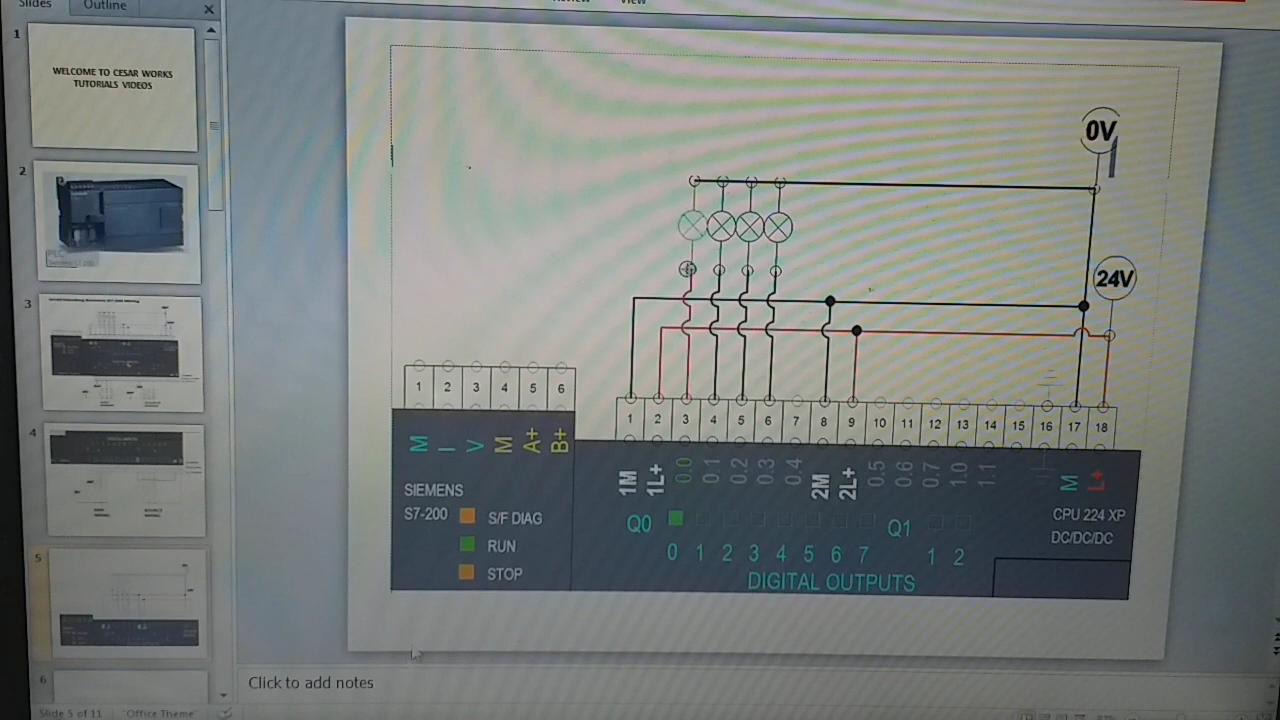 Slides Outline
View
1
WELCOME TO CESAR WORKS
TUTORIALS VIDEOS
2
3
4
5
6
0V
24V
1 2 3 4 5 6
1 2 3 4 5 6 7 8 9 10 11 12 13 14 15 16 17 18
M I V M A+ B+
1M 1L+ 0.0 0.1 0.2 0.3 0.4 2M 2L+ 0.5 0.6 0.7 1.0 1.1 M L+
SIEMENS
S7-200
S/F DIAG
RUN
STOP
Q0
0 1 2 3 4 5 6 7
Q1
1 2
DIGITAL OUTPUTS
CPU 224 XP
DC/DC/DC
Click to add notes
Slide 5 of 11 "Office Theme"